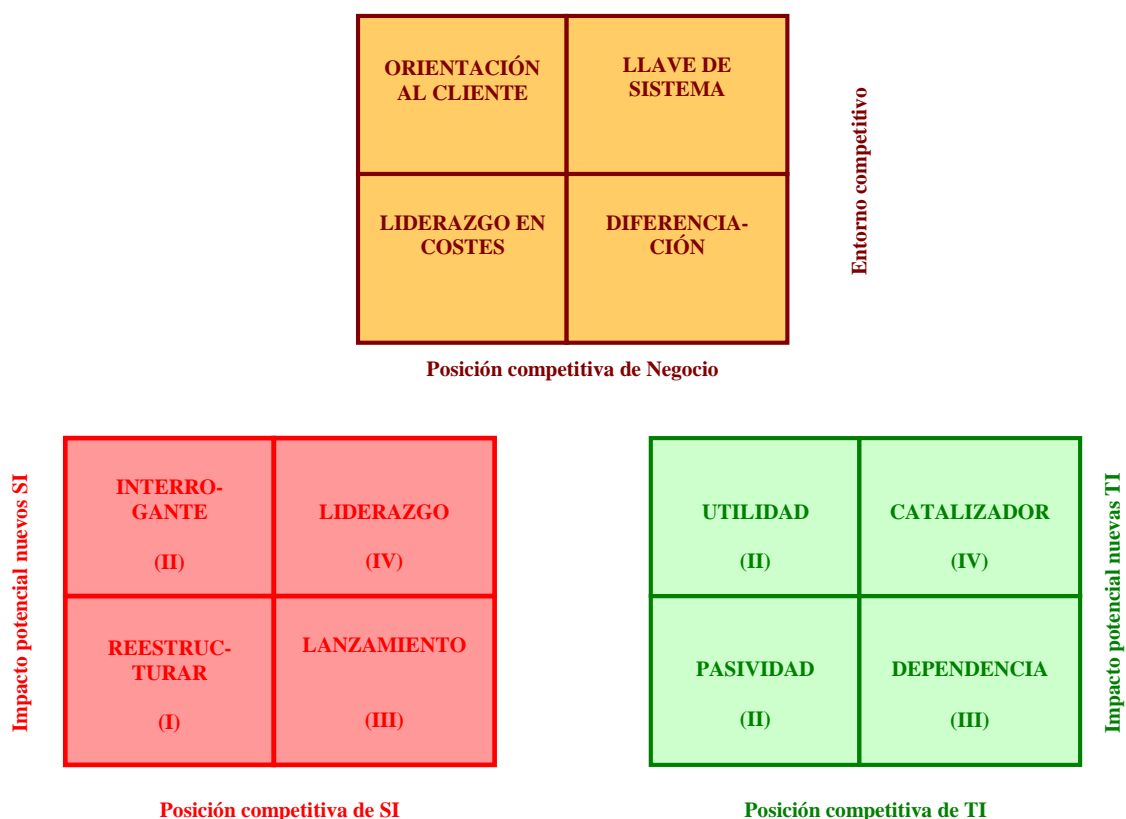 ORIENTACIÓN
AL CLIENTE
LLAVE DE
SISTEMA
LIDERAZGO EN
COSTES
DIFERENCIA-
CIÓN
Entorno competitivo
Posición competitiva de Negocio
Impacto potencial nuevos SI
INTERRO-
GANTE
(II)
LIDERAZGO
(IV)
REESTRUC-
TURAR
(I)
LANZAMIENTO
(III)
Posición competitiva de SI
UTILIDAD
(II)
CATALIZADOR
(IV)
PASIVIDAD
(II)
DEPENDENCIA
(III)
Impacto potencial nuevas TI
Posición competitiva de TI